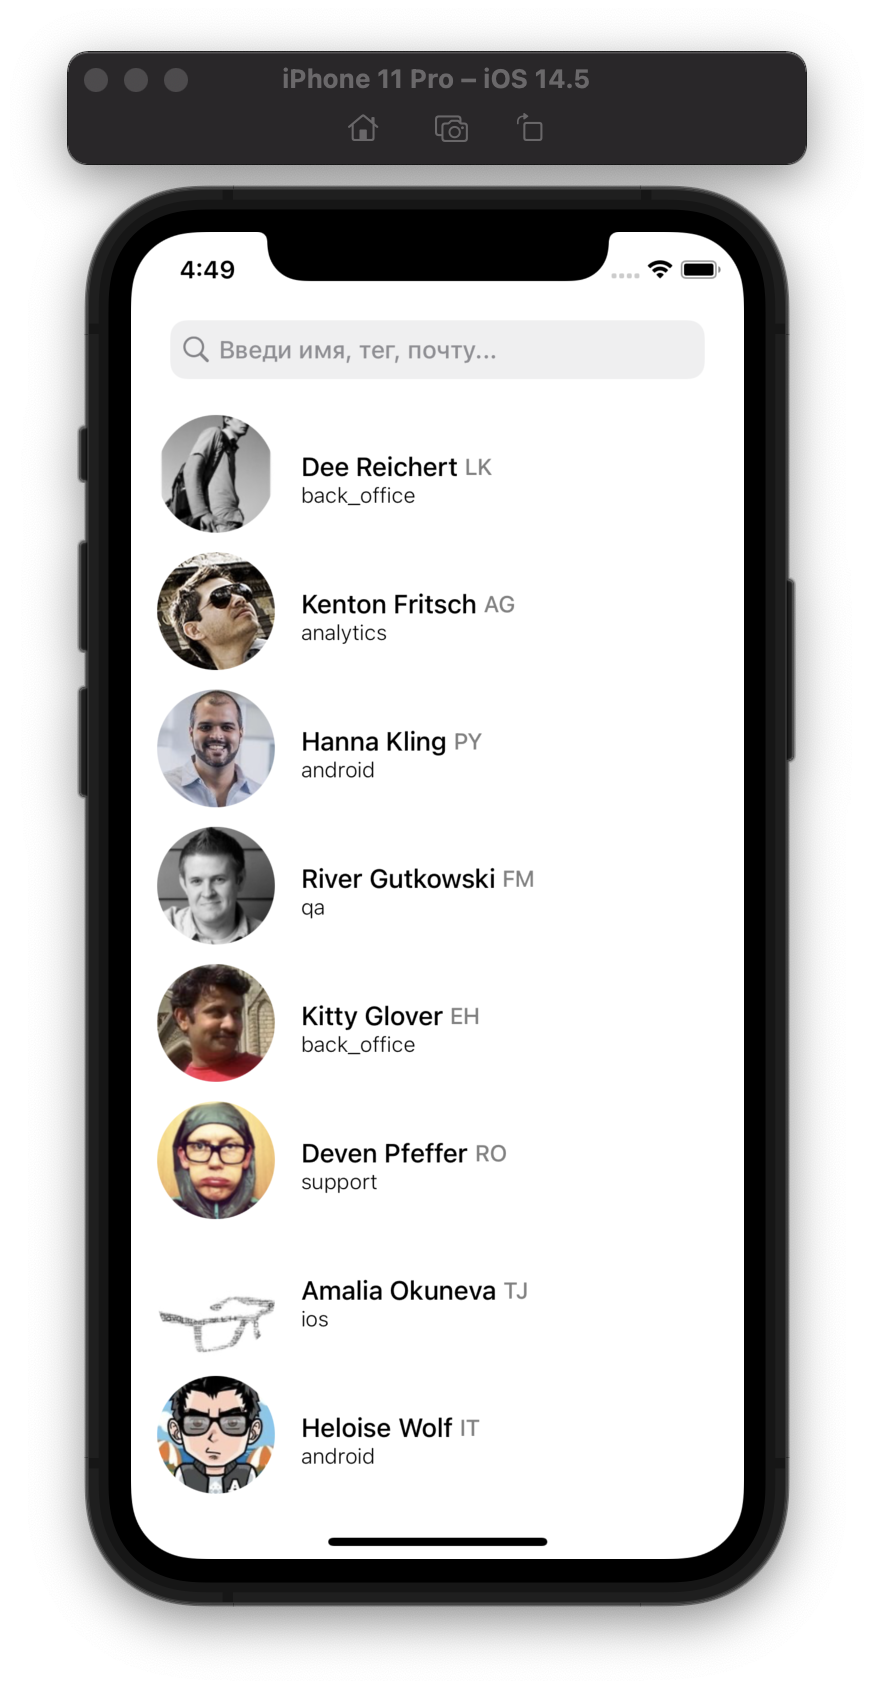 iPhone 11 Pro – iOS 14.5
4:49
Введи имя, тег, почту...
Dee Reichert LK
back_office
Kenton Fritsch AG
analytics
Hanna Kling PY
android
River Gutkowski FM
qa
Kitty Glover EH
back_office
Deven Pfeffer RO
support
Amalia Okuneva TJ
ios
Heloise Wolf IT
android